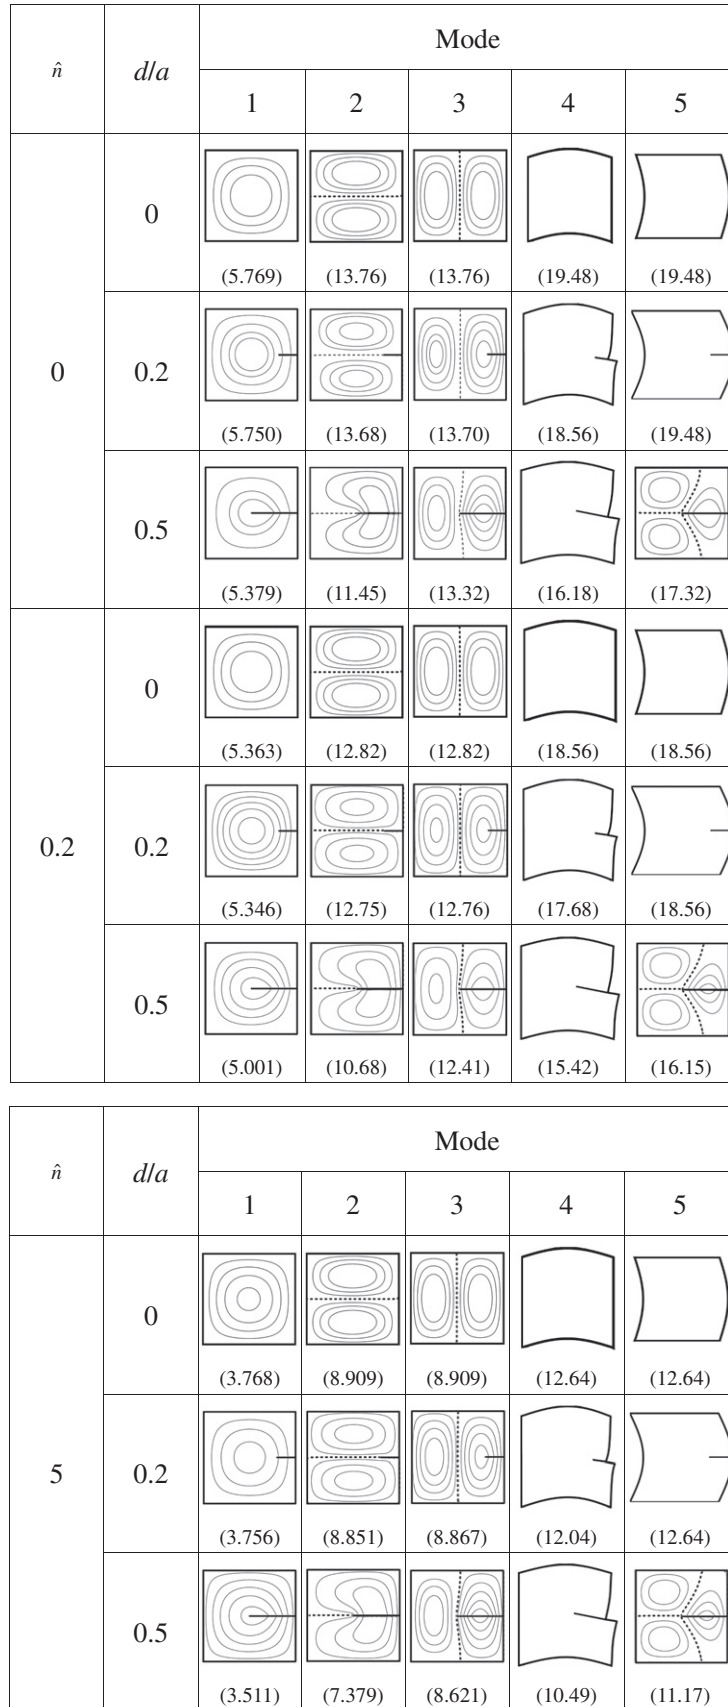 n̂ d/a Mode
1 2 3 4 5
0
0
(5.769) (13.76) (13.76) (19.48) (19.48)
0.2
(5.750) (13.68) (13.70) (18.56) (19.48)
0.5
(5.379) (11.45) (13.32) (16.18) (17.32)
0.2
0
(5.363) (12.82) (12.82) (18.56) (18.56)
0.2
(5.346) (12.75) (12.76) (17.68) (18.56)
0.5
(5.001) (10.68) (12.41) (15.42) (16.15)
n̂ d/a Mode
1 2 3 4 5
5
0
(3.768) (8.909) (8.909) (12.64) (12.64)
0.2
(3.756) (8.851) (8.867) (12.04) (12.64)
0.5
(3.511) (7.379) (8.621) (10.49) (11.17)